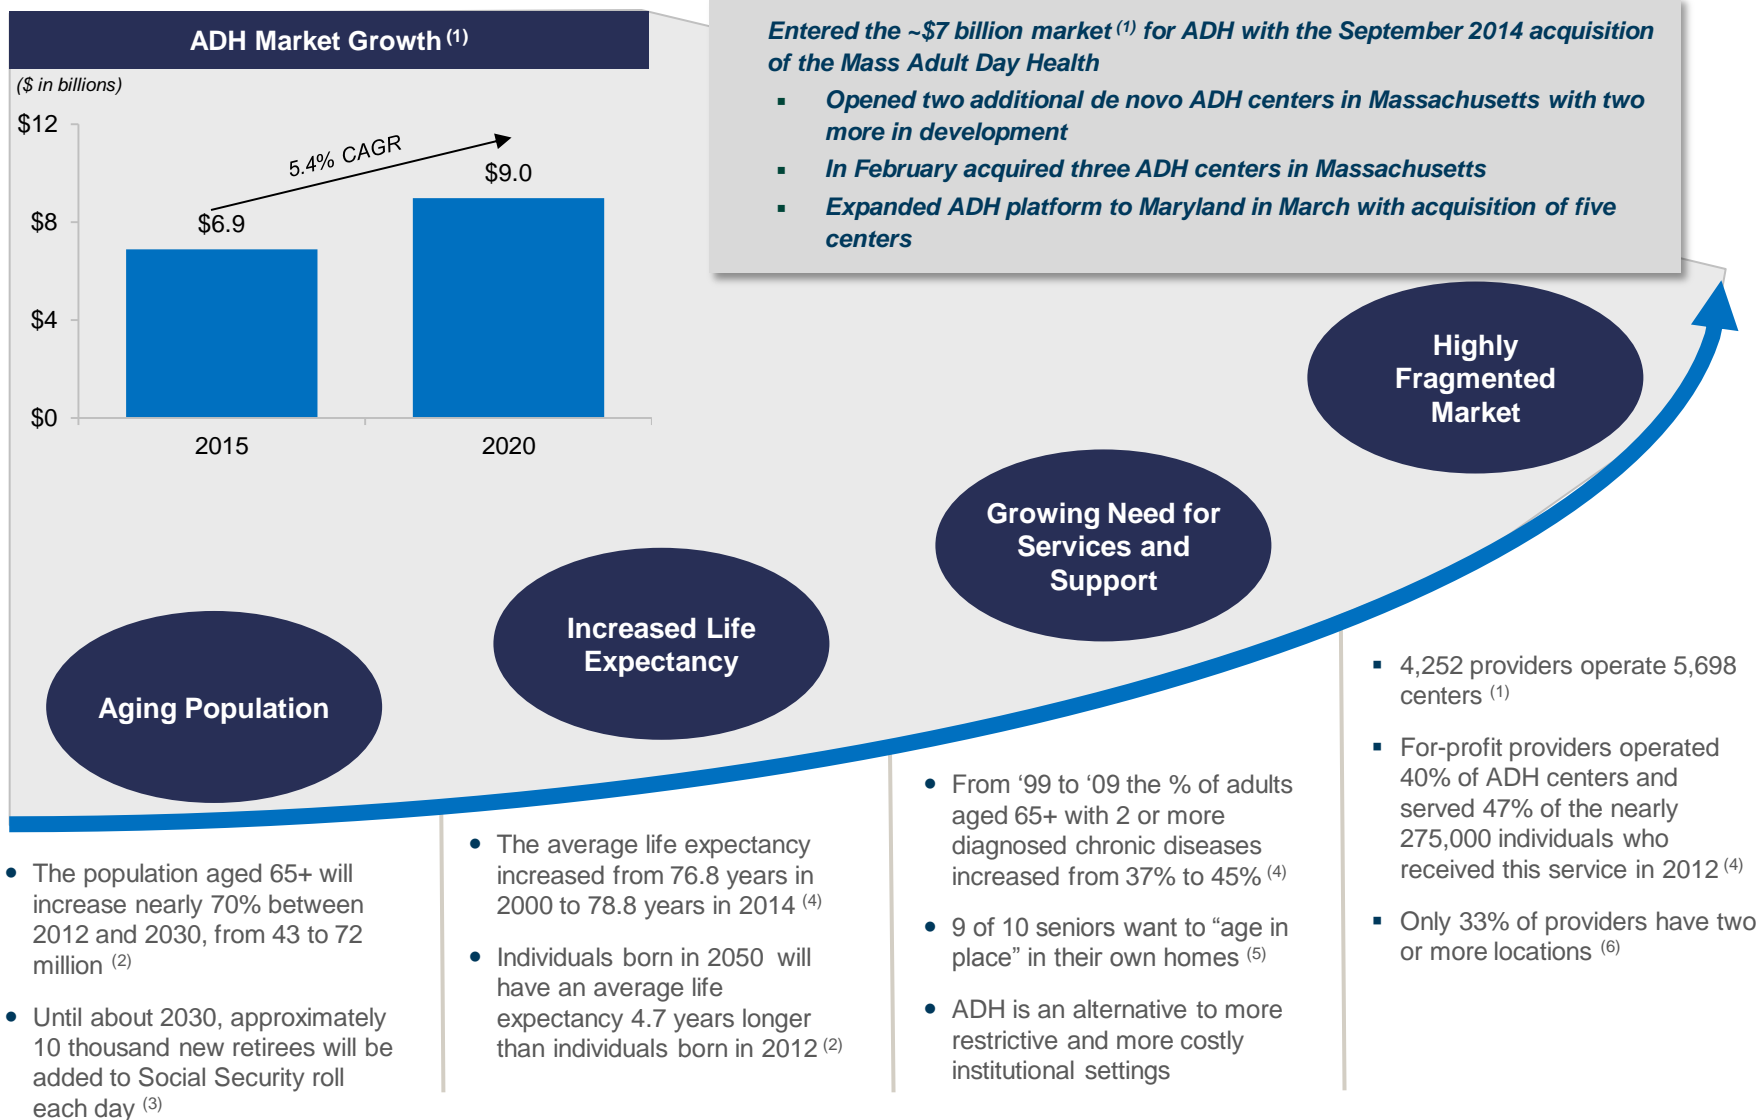 ADH Market Growth (1)
($ in billions)
$12
$8
$4
$0
5.4% CAGR
$6.9
$9.0
2015
2020
Entered the ~$7 billion market (1) for ADH with the September 2014 acquisition
of the Mass Adult Day Health
▪ Opened two additional de novo ADH centers in Massachusetts with two
more in development
▪ In February acquired three ADH centers in Massachusetts
▪ Expanded ADH platform to Maryland in March with acquisition of five
centers
Aging Population
Increased Life
Expectancy
Growing Need for
Services and
Support
Highly
Fragmented
Market
• The population aged 65+ will
increase nearly 70% between
2012 and 2030, from 43 to 72
million (2)
• Until about 2030, approximately
10 thousand new retirees will be
added to Social Security roll
each day (3)
• The average life expectancy
increased from 76.8 years in
2000 to 78.8 years in 2014 (4)
• Individuals born in 2050 will
have an average life
expectancy 4.7 years longer
than individuals born in 2012 (2)
• From ‘99 to ‘09 the % of adults
aged 65+ with 2 or more
diagnosed chronic diseases
increased from 37% to 45% (4)
• 9 of 10 seniors want to “age in
place” in their own homes (5)
• ADH is an alternative to more
restrictive and more costly
institutional settings
▪ 4,252 providers operate 5,698
centers (1)
▪ For-profit providers operated
40% of ADH centers and
served 47% of the nearly
275,000 individuals who
received this service in 2012 (4)
▪ Only 33% of providers have two
or more locations (6)